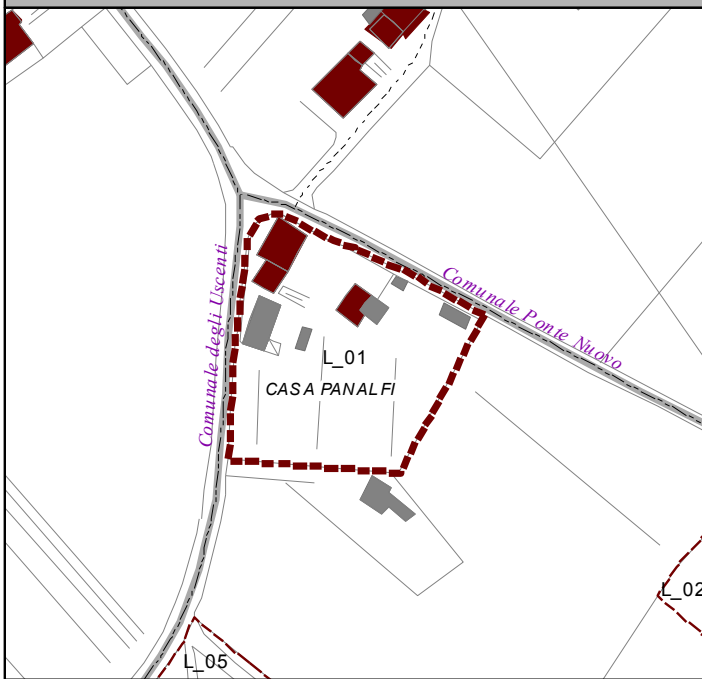 Comunale degli Uscenti
Comunale Ponte Nuovo
L_01
CASA PANALFI
L_02
L_05